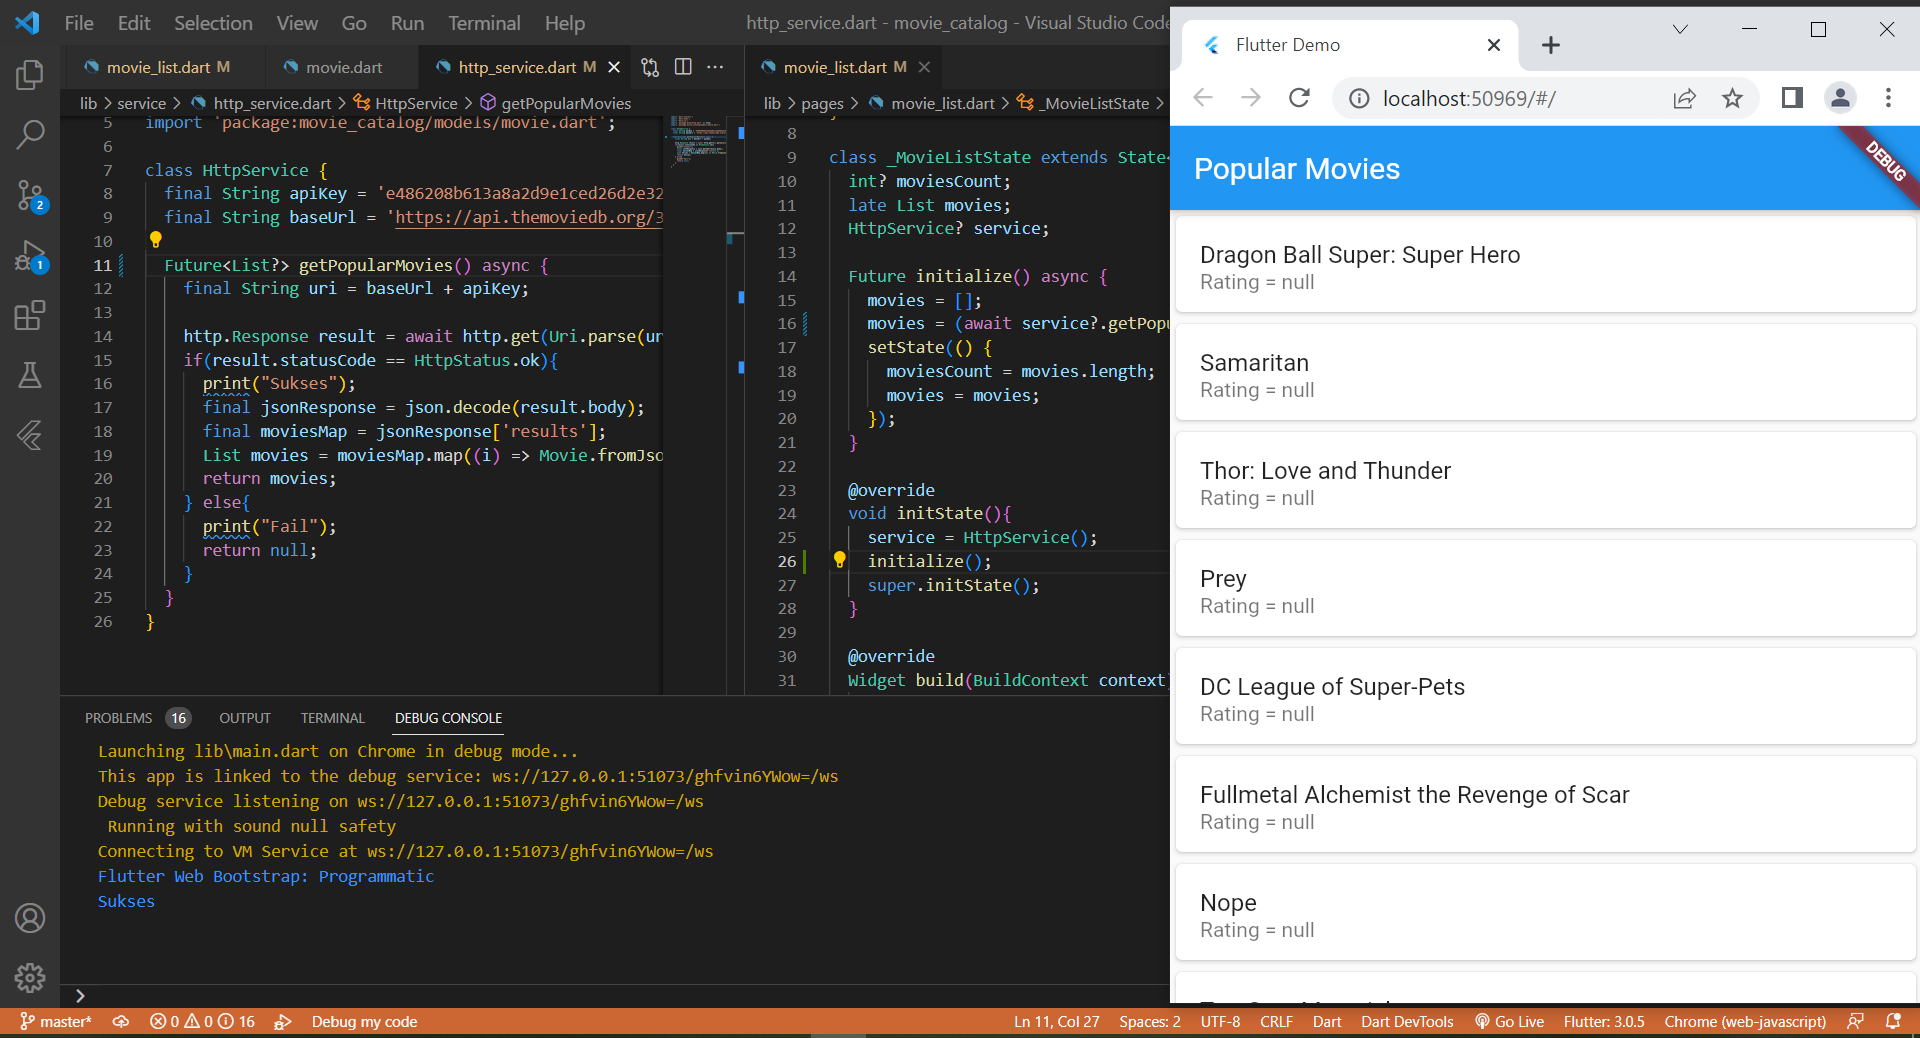 File Edit Selection View Go Run Terminal Help
http_service.dart - movie_catalog - Visual Studio Code
movie_list.dart M
movie.dart
http_service.dart M
lib > service > http_service.dart > HttpService > getPopularMovies
5 import 'package:movie_catalog/models/movie.dart';
6
7 class HttpService {
8 final String apiKey = 'e486208b613a8a2d9e1ced26d2e32
9 final String baseUrl = 'https://api.themoviedb.org/3
10
11 Future<List?> getPopularMovies() async {
12 final String uri = baseUrl + apiKey;
13
14 http.Response result = await http.get(Uri.parse(ur
15 if(result.statusCode == HttpStatus.ok){
16 print("Sukses");
17 final jsonResponse = json.decode(result.body);
18 final moviesMap = jsonResponse['results'];
19 List movies = moviesMap.map((i) => Movie.fromJso
20 return movies;
21 } else{
22 print("Fail");
23 return null;
24 }
25 }
26 }
movie_list.dart M
lib > pages > movie_list.dart > _MovieListState >
8 }
9 class _MovieListState extends State<
10 int? moviesCount;
11 late List movies;
12 HttpService? service;
13
14 Future initialize() async {
15 movies = [];
16 movies = (await service?.getPopu
17 setState(() {
18 moviesCount = movies.length;
19 movies = movies;
20 });
21 }
22
23 @override
24 void initState(){
25 service = HttpService();
26 initialize();
27 super.initState();
28 }
29
30 @override
31 Widget build(BuildContext context)
2
1
PROBLEMS 16 OUTPUT TERMINAL DEBUG CONSOLE
Launching lib\main.dart on Chrome in debug mode...
This app is linked to the debug service: ws://127.0.0.1:51073/ghfvin6YWow=/ws
Debug service listening on ws://127.0.0.1:51073/ghfvin6YWow=/ws
Running with sound null safety
Connecting to VM Service at ws://127.0.0.1:51073/ghfvin6YWow=/ws
Flutter Web Bootstrap: Programmatic
Sukses
Flutter Demo
localhost:50969/#/
Popular Movies
DEBUG
Dragon Ball Super: Super Hero
Rating = null
Samaritan
Rating = null
Thor: Love and Thunder
Rating = null
Prey
Rating = null
DC League of Super-Pets
Rating = null
Fullmetal Alchemist the Revenge of Scar
Rating = null
Nope
Rating = null
master* 0 0 16 Debug my code Ln 11, Col 27 Spaces: 2 UTF-8 CRLF Dart Dart DevTools Go Live Flutter: 3.0.5 Chrome (web-javascript)